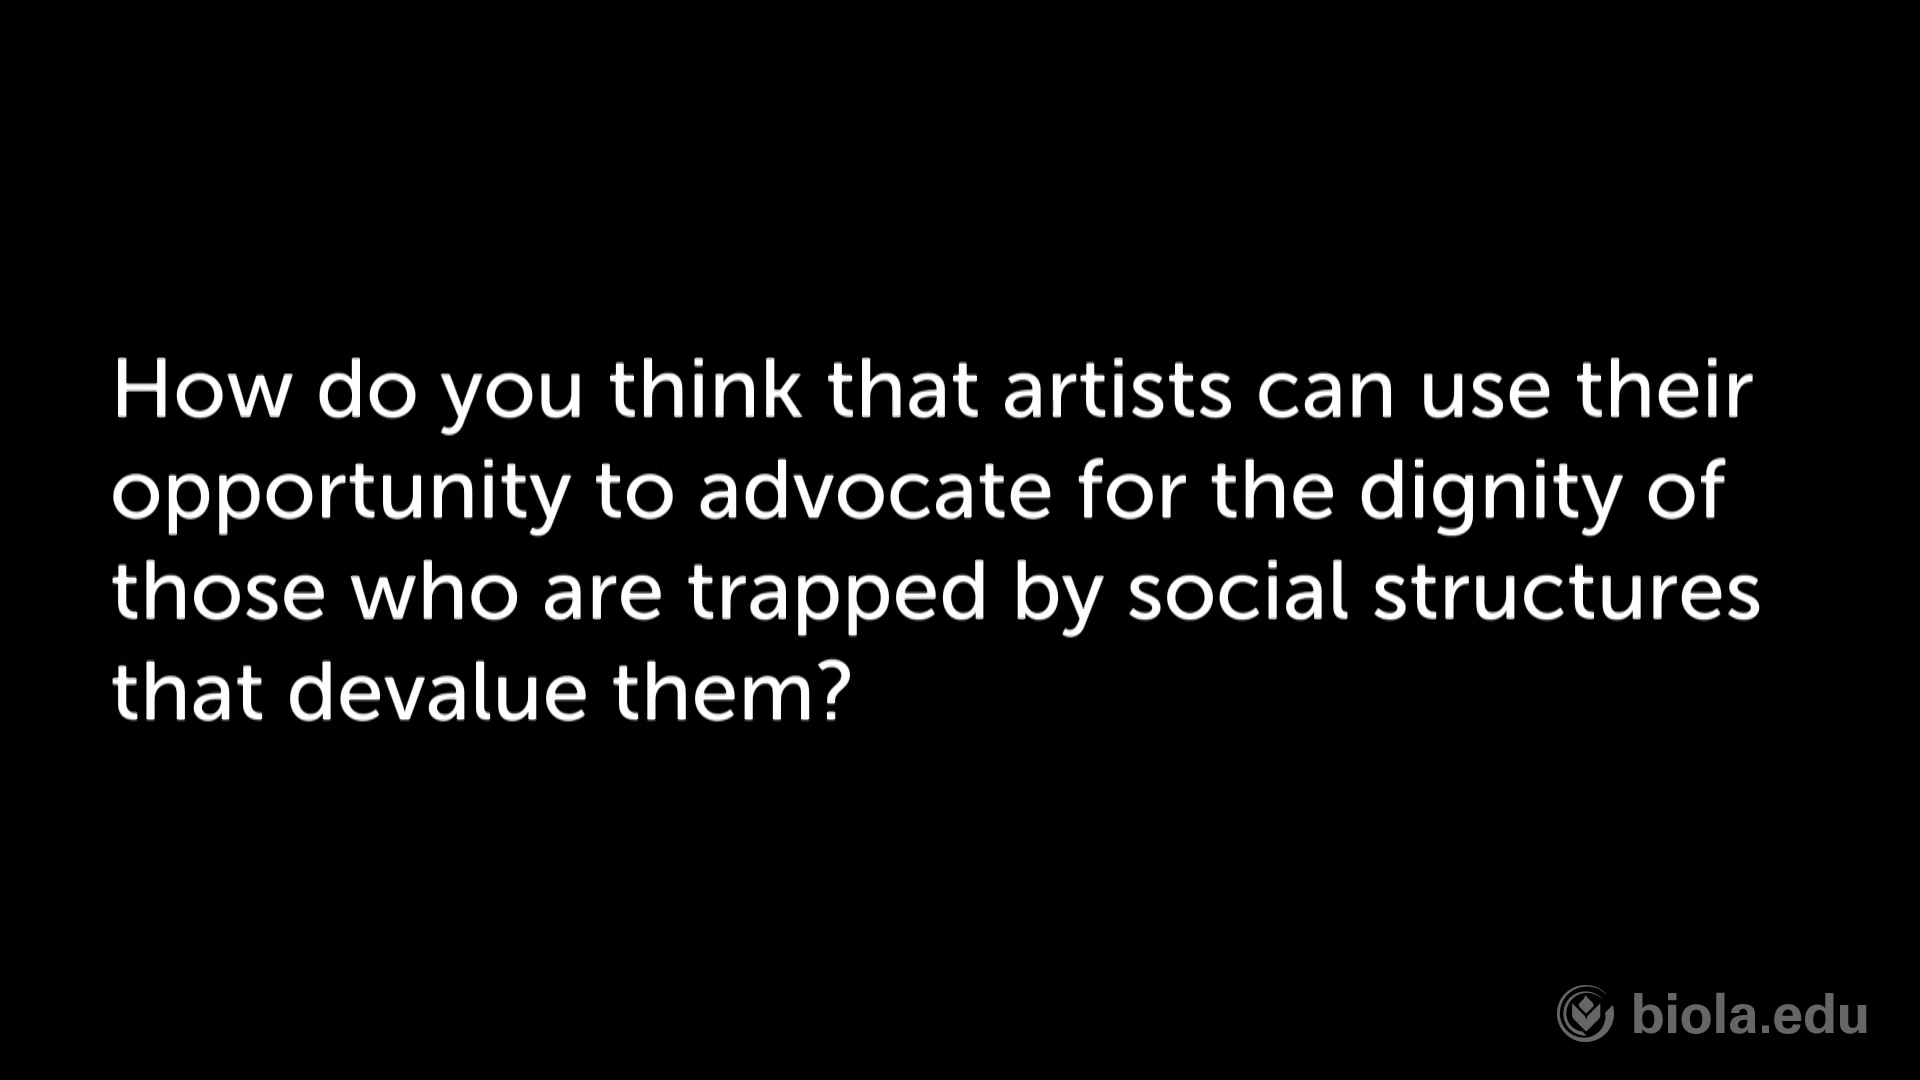 How do you think that artists can use their
opportunity to advocate for the dignity of
those who are trapped by social structures
that devalue them?
biola.edu